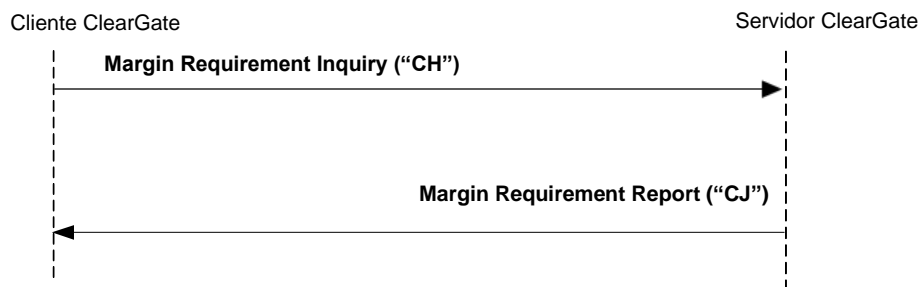 Cliente ClearGate
Servidor ClearGate
Margin Requirement Inquiry (“CH”)
Margin Requirement Report (“CJ”)